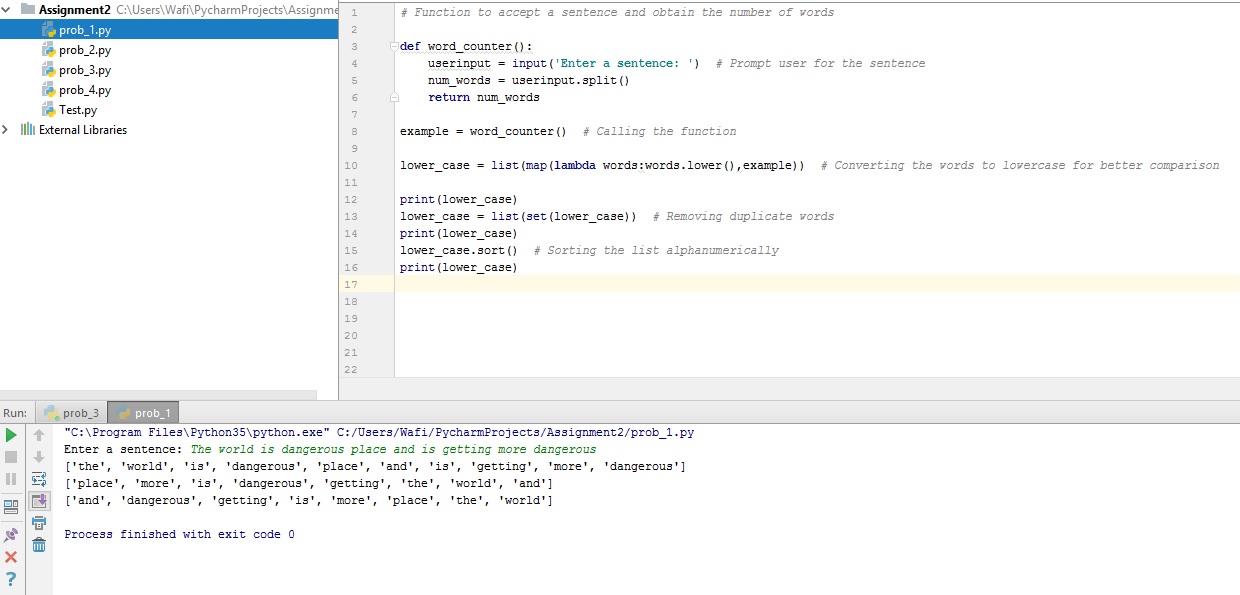 Assignment2 C:\Users\Wafi\PycharmProjects\Assignme
prob_1.py
prob_2.py
prob_3.py
prob_4.py
Test.py
External Libraries
1 # Function to accept a sentence and obtain the number of words
2
3 def word_counter():
4     userinput = input('Enter a sentence: ')  # Prompt user for the sentence
5     num_words = userinput.split()
6     return num_words
7
8 example = word_counter()  # Calling the function
9
10 lower_case = list(map(lambda words:words.lower(),example))  # Converting the words to lowercase for better comparison
11
12 print(lower_case)
13 lower_case = list(set(lower_case))  # Removing duplicate words
14 print(lower_case)
15 lower_case.sort()  # Sorting the list alphanumerically
16 print(lower_case)
17
18
19
20
21
22
Run: prob_3 prob_1
"C:\Program Files\Python35\python.exe" C:/Users/Wafi/PycharmProjects/Assignment2/prob_1.py
Enter a sentence: The world is dangerous place and is getting more dangerous
['the', 'world', 'is', 'dangerous', 'place', 'and', 'is', 'getting', 'more', 'dangerous']
['place', 'more', 'is', 'dangerous', 'getting', 'the', 'world', 'and']
['and', 'dangerous', 'getting', 'is', 'more', 'place', 'the', 'world']
Process finished with exit code 0